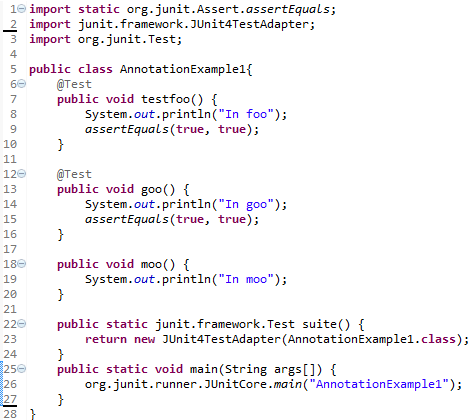 1 import static org.junit.Assert.assertEquals;
2 import junit.framework.JUnit4TestAdapter;
3 import org.junit.Test;
4
5 public class AnnotationExample1{
6     @Test
7     public void testfoo() {
8         System.out.println("In foo");
9         assertEquals(true, true);
10     }
11
12     @Test
13     public void goo() {
14         System.out.println("In goo");
15         assertEquals(true, true);
16     }
17
18     public void moo() {
19         System.out.println("In moo");
20     }
21
22     public static junit.framework.Test suite() {
23         return new JUnit4TestAdapter(AnnotationExample1.class);
24     }
25     public static void main(String args[]) {
26         org.junit.runner.JUnitCore.main("AnnotationExample1");
27     }
28 }